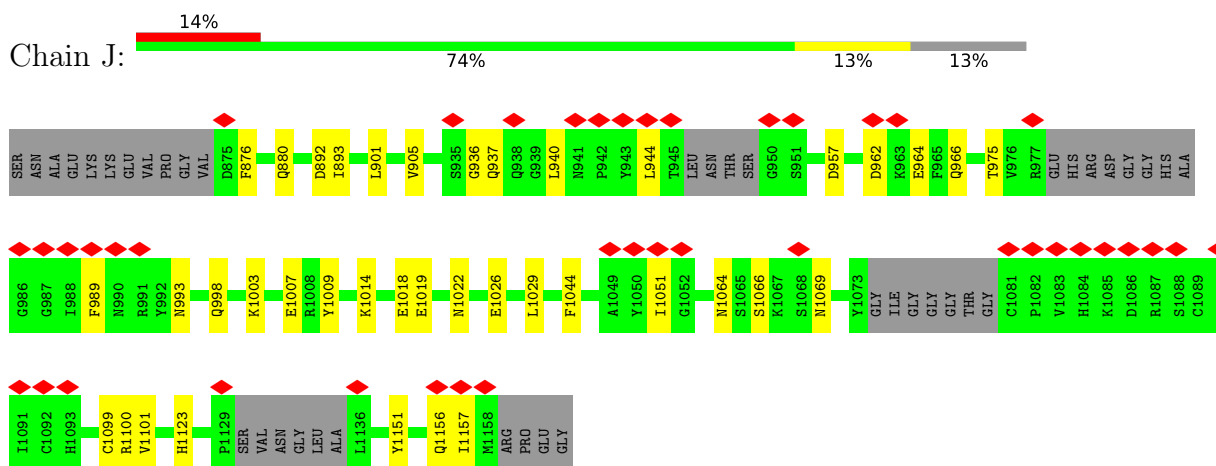 14%
Chain J:
74% 13% 13%
SER ASN ALA GLU LYS LYS GLU VAL PRO GLY VAL D875 F876 Q880 D892 I893 L901 V905 S935 G936 Q937 Q938 G939 L940 N941 P942 Y943 L944 T945 LEU ASN THR SER G950 S951 D957 D962 K963 E964 F965 Q966 T975 V976 R977 GLU HIS ARG ASP GLY GLY HIS ALA
G986 G987 I988 F989 N990 R991 Y992 N993 Q998 K1003 E1007 R1008 Y1009 K1014 E1018 E1019 N1022 E1026 L1029 F1044 A1049 Y1050 I1051 G1052 N1064 S1065 S1066 K1067 S1068 N1069 Y1073 GLY ILE GLY GLY GLY THR GLY C1081 P1082 V1083 H1084 K1085 D1086 R1087 S1088 C1089
I1091 C1092 H1093 C1099 R1100 V1101 H1123 P1129 SER VAL ASN GLY LEU ALA L1136 Y1151 Q1156 I1157 M1158 ARG PRO GLU GLY